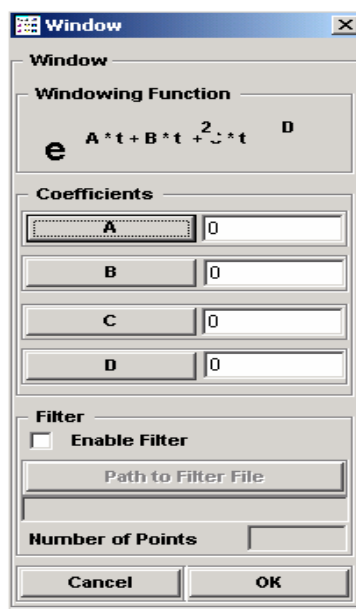 Window
Window
Windowing Function
e A * t + B * t 2 + C * t D
Coefficients
A 0
B 0
C 0
D 0
Filter
Enable Filter
Path to Filter File
Number of Points
Cancel OK